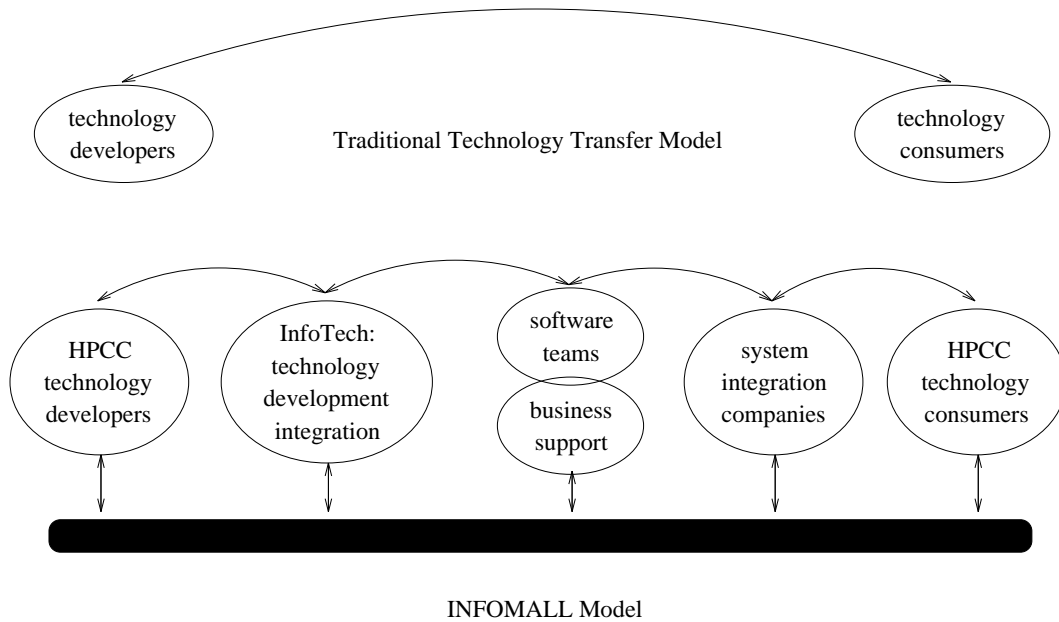 technology
developers
Traditional Technology Transfer Model
technology
consumers
HPCC
technology
developers
InfoTech:
technology
development
integration
software
teams
business
support
system
integration
companies
HPCC
technology
consumers
INFOMALL Model